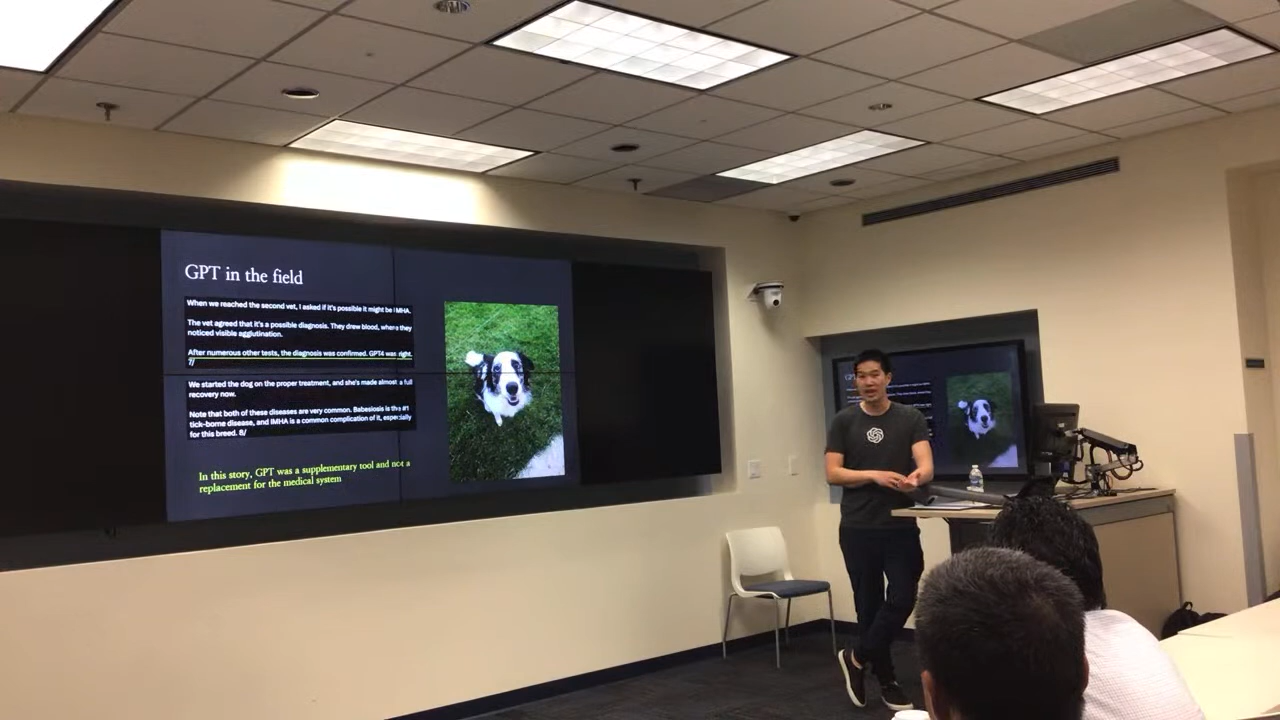 GPT in the field
When we reached the second vet, I asked if it's possible it might be IMHA.
The vet agreed that it's a possible diagnosis. They drew blood, where they
noticed visible agglutination.
After numerous other tests, the diagnosis was confirmed. GPT4 was right.
7/
We started the dog on the proper treatment, and she's made almost a full
recovery now.
Note that both of these diseases are very common. Babesiosis is the #1
tick-borne disease, and IMHA is a common complication of it, especially
for this breed. 8/
In this story, GPT was a supplementary tool and not a
replacement for the medical system